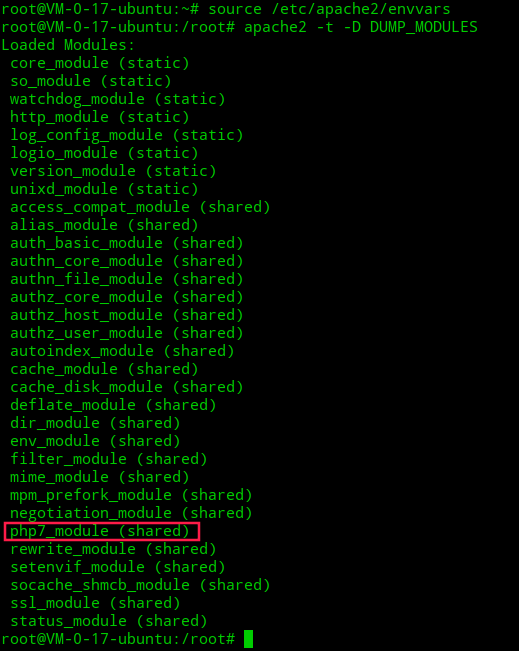 root@VM-0-17-ubuntu:~# source /etc/apache2/envvars
root@VM-0-17-ubuntu:/root# apache2 -t -D DUMP_MODULES
Loaded Modules:
 core_module (static)
 so_module (static)
 watchdog_module (static)
 http_module (static)
 log_config_module (static)
 logio_module (static)
 version_module (static)
 unixd_module (static)
 access_compat_module (shared)
 alias_module (shared)
 auth_basic_module (shared)
 authn_core_module (shared)
 authn_file_module (shared)
 authz_core_module (shared)
 authz_host_module (shared)
 authz_user_module (shared)
 autoindex_module (shared)
 cache_module (shared)
 cache_disk_module (shared)
 deflate_module (shared)
 dir_module (shared)
 env_module (shared)
 filter_module (shared)
 mime_module (shared)
 mpm_prefork_module (shared)
 negotiation_module (shared)
 php7_module (shared)
 rewrite_module (shared)
 setenvif_module (shared)
 socache_shmcb_module (shared)
 ssl_module (shared)
 status_module (shared)
root@VM-0-17-ubuntu:/root#